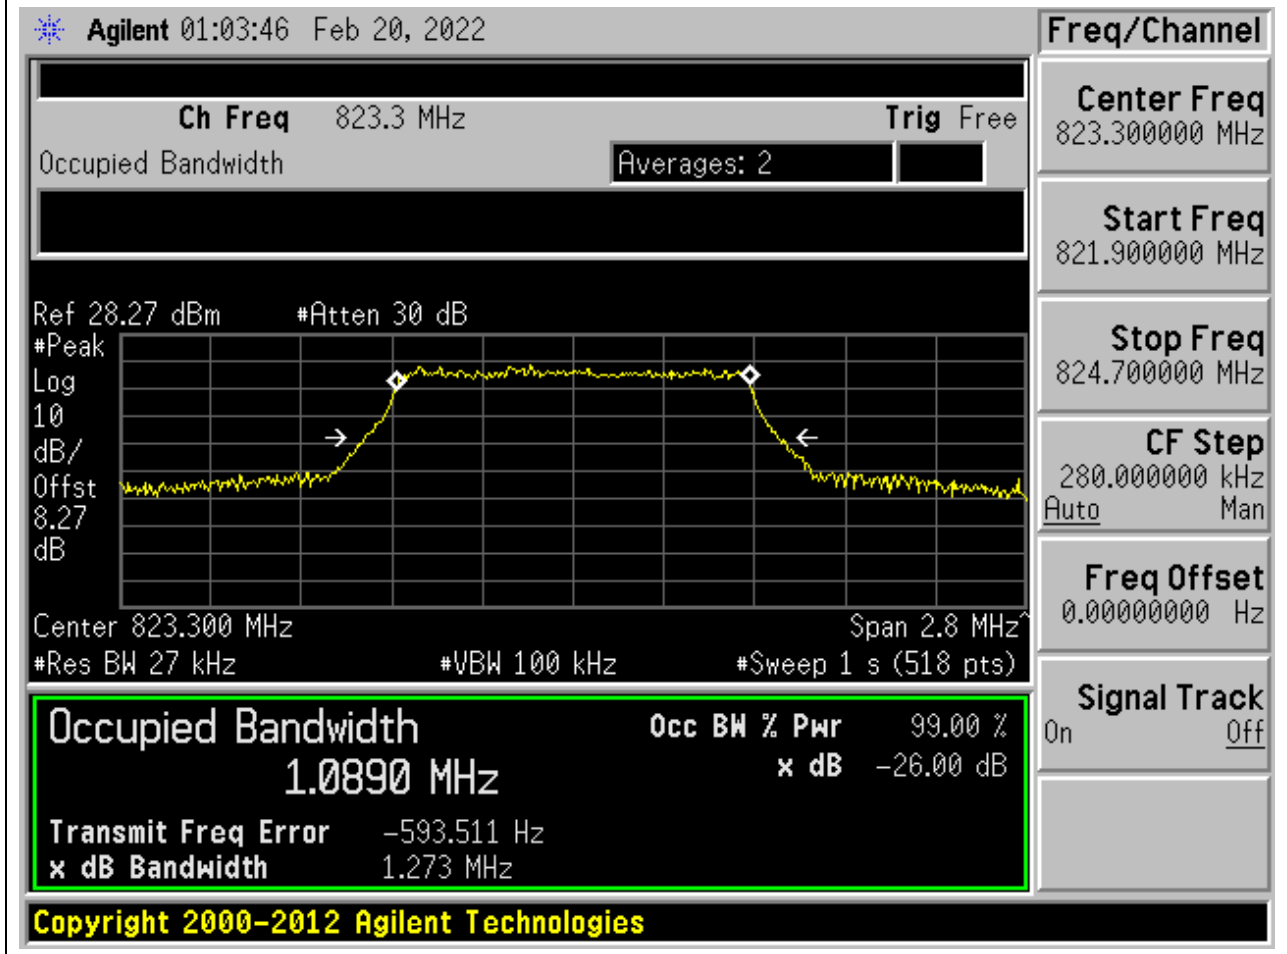 Agilent 01:03:46 Feb 20, 2022
Freq/Channel
Ch Freq 823.3 MHz Trig Free
Occupied Bandwidth Averages: 2
Center Freq
823.300000 MHz
Start Freq
821.900000 MHz
Stop Freq
824.700000 MHz
CF Step
280.000000 kHz
Auto Man
Freq Offset
0.00000000 Hz
Signal Track
On Off
Ref 28.27 dBm #Atten 30 dB
#Peak
Log
10
dB/
Offst
8.27
dB
Center 823.300 MHz Span 2.8 MHz^
#Res BW 27 kHz #VBW 100 kHz #Sweep 1 s (518 pts)
Occupied Bandwidth Occ BW % Pwr 99.00 %
1.0890 MHz x dB -26.00 dB
Transmit Freq Error -593.511 Hz
x dB Bandwidth 1.273 MHz
Copyright 2000-2012 Agilent Technologies